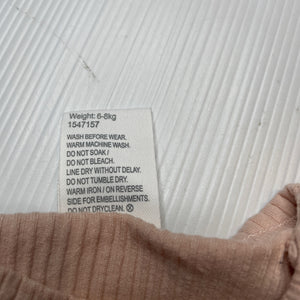 Weight: 6-8kg
1547157
WASH BEFORE WEAR.
WARM MACHINE WASH.
DO NOT SOAK /
DO NOT BLEACH.
LINE DRY WITHOUT DELAY.
DO NOT TUMBLE DRY.
WARM IRON / ON REVERSE
SIDE FOR EMBELLISHMENTS.
DO NOT DRYCLEAN. ⓧ